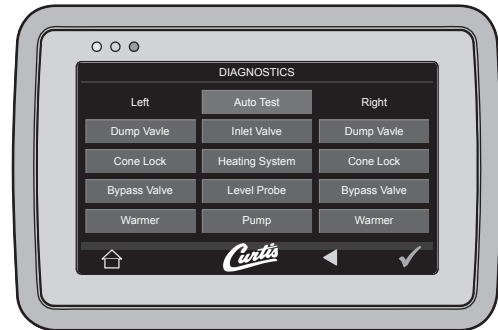 DIAGNOSTICS
Left Auto Test Right
Dump Vavle Inlet Valve Dump Vavle
Cone Lock Heating System Cone Lock
Bypass Valve Level Probe Bypass Valve
Warmer Pump Warmer
Curtis